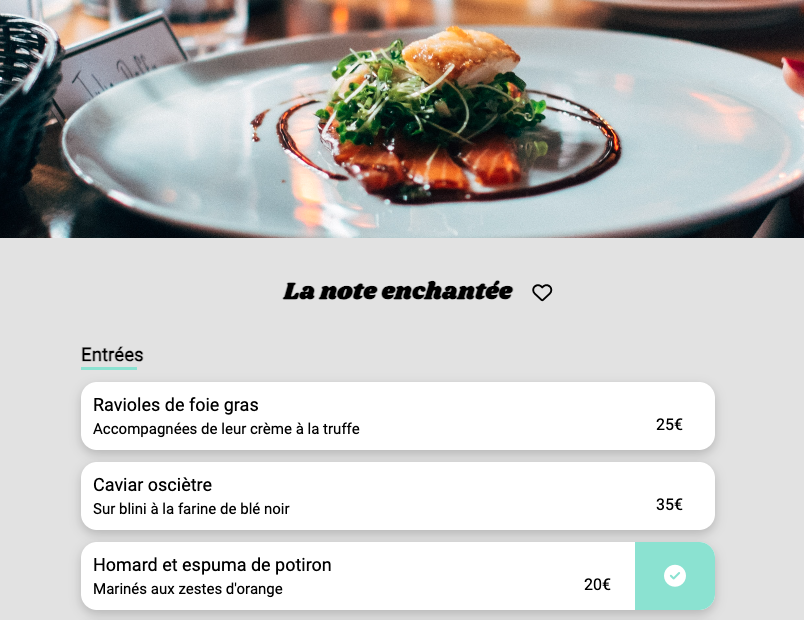 La note enchantée
Entrées
Ravioles de foie gras
Accompagnées de leur crème à la truffe
25€
Caviar osciètre
Sur blini à la farine de blé noir
35€
Homard et espuma de potiron
Marinés aux zestes d'orange
20€